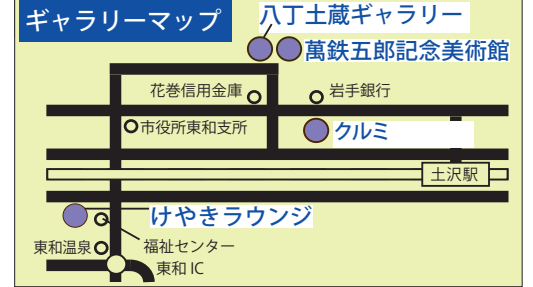 ギャラリーマップ
八丁土蔵ギャラリー
萬鉄五郎記念美術館
花巻信用金庫
岩手銀行
市役所東和支所
クルミ
土沢駅
けやきラウンジ
東和温泉
福祉センター
東和 IC